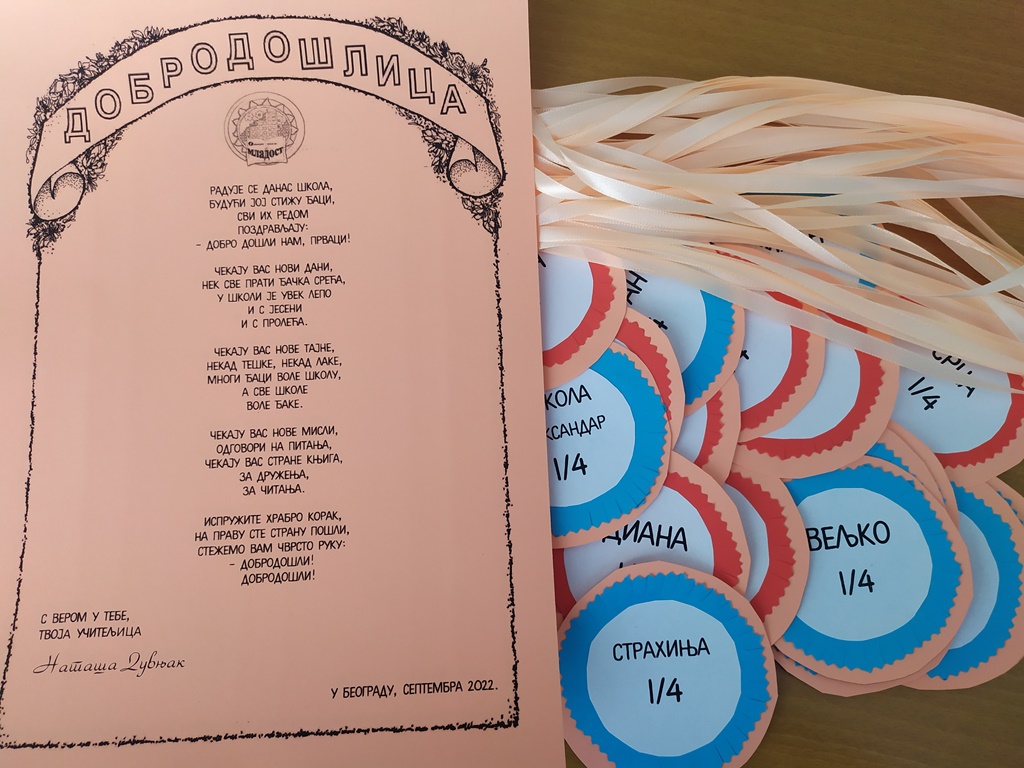 ДОБРОДОШЛИЦА
МЛАДОСТ
РАДУЈЕ СЕ ДАНАС ШКОЛА,
БУДУЋИ ЈОЈ СТИЖУ ЂАЦИ,
СВИ ИХ РЕДОМ
ПОЗДРАВЉАЈУ:
- ДОБРО ДОШЛИ НАМ, ПРВАЦИ!
ЧЕКАЈУ ВАС НОВИ ДАНИ,
НЕК СВЕ ПРАТИ ЂАЧКА СРЕЋА,
У ШКОЛИ ЈЕ УВЕК ЛЕПО
И С ЈЕСЕНИ
И С ПРОЛЕЋА.
ЧЕКАЈУ ВАС НОВЕ ТАЈНЕ,
НЕКАД ТЕШКЕ, НЕКАД ЛАКЕ,
МНОГИ ЂАЦИ ВОЛЕ ШКОЛУ,
А СВЕ ШКОЛЕ
ВОЛЕ ЂАКЕ.
ЧЕКАЈУ ВАС НОВЕ МИСЛИ,
ОДГОВОРИ НА ПИТАЊА,
ЧЕКАЈУ ВАС СТРАНЕ КЊИГА,
ЗА ДРУЖЕЊА,
ЗА ЧИТАЊА.
ИСПРУЖИТЕ ХРАБРО КОРАК,
НА ПРАВУ СТЕ СТРАНУ ПОШЛИ,
СТЕЖЕМО ВАМ ЧВРСТО РУКУ:
- ДОБРОДОШЛИ!
ДОБРОДОШЛИ!
С ВЕРОМ У ТЕБЕ,
ТВОЈА УЧИТЕЉИЦА
Наташа Дувњак
У БЕОГРАДУ, СЕПТЕМБРА 2022.
1/4
КОЛА
КСАНДАР
1/4
ДИАНА
ВЕЉКО
1/4
СТРАХИЊА
1/4